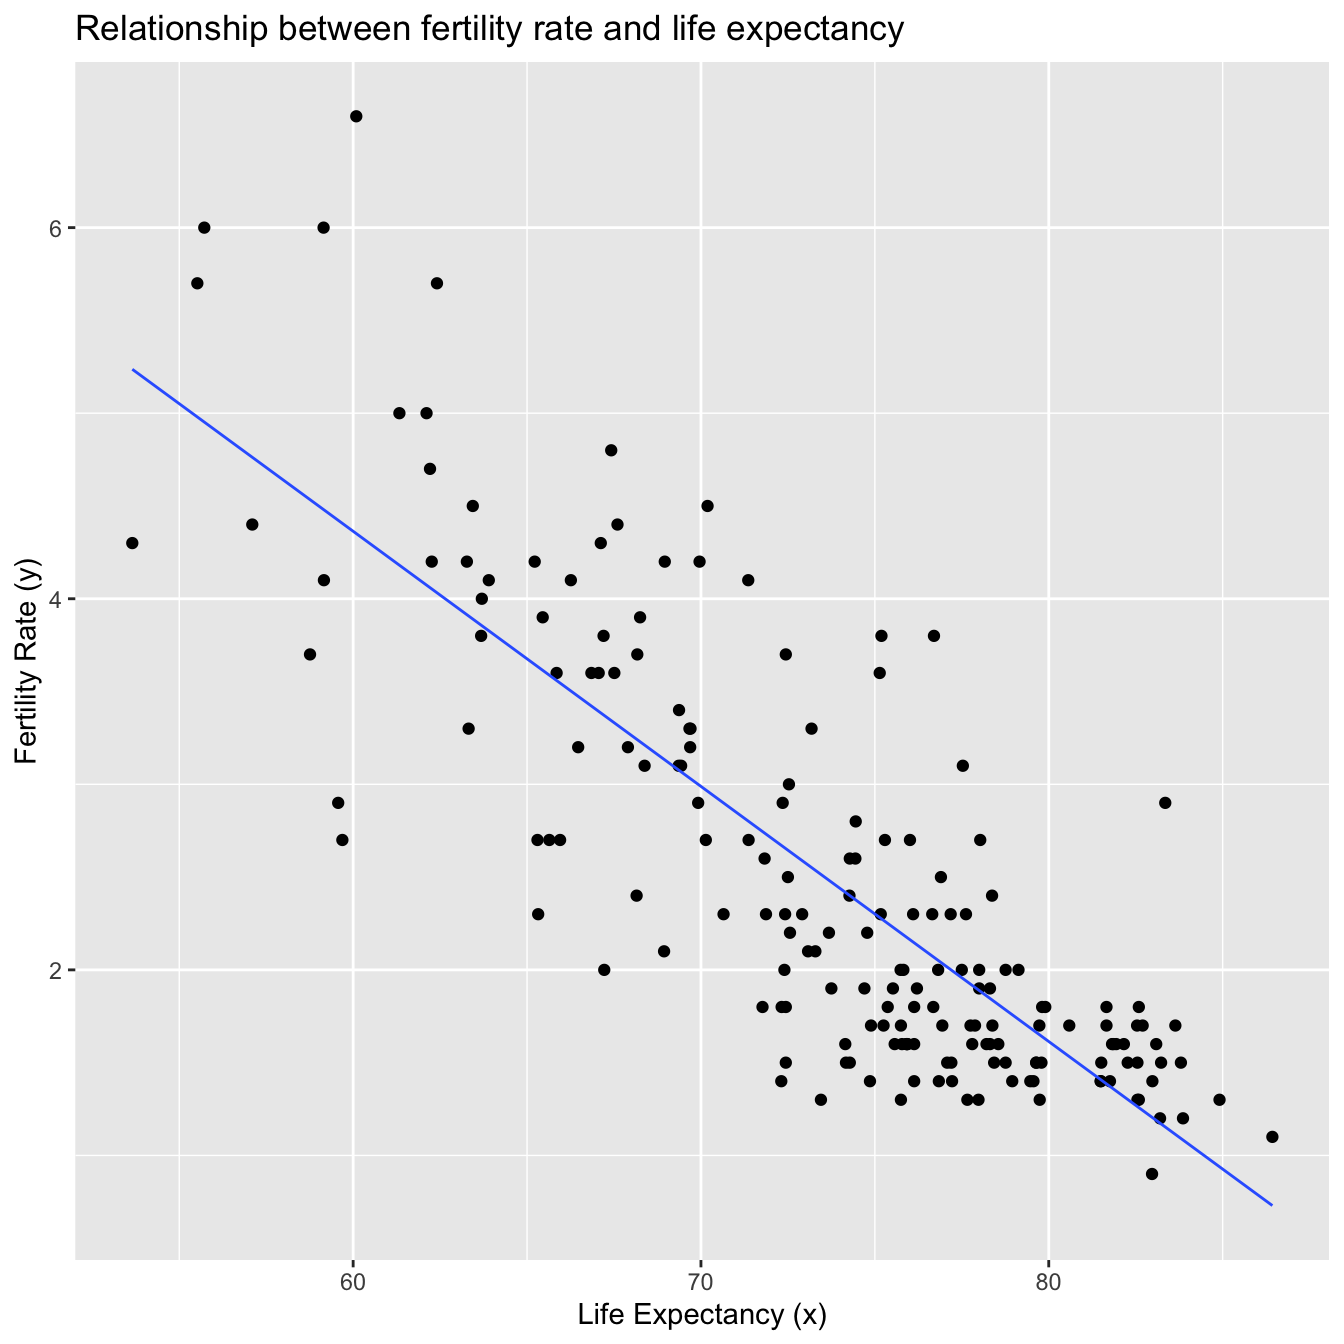 Relationship between fertility rate and life expectancy
6
4
2
Fertility Rate (y)
60 70 80
Life Expectancy (x)